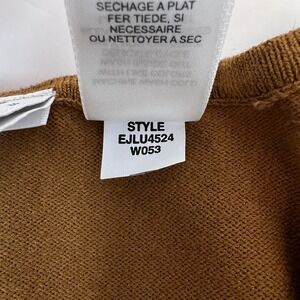 SECHAGE A PLAT
FER TIEDE, SI
NECESSAIRE
OU NETTOYER A SEC
STYLE
EJLU4524
W053